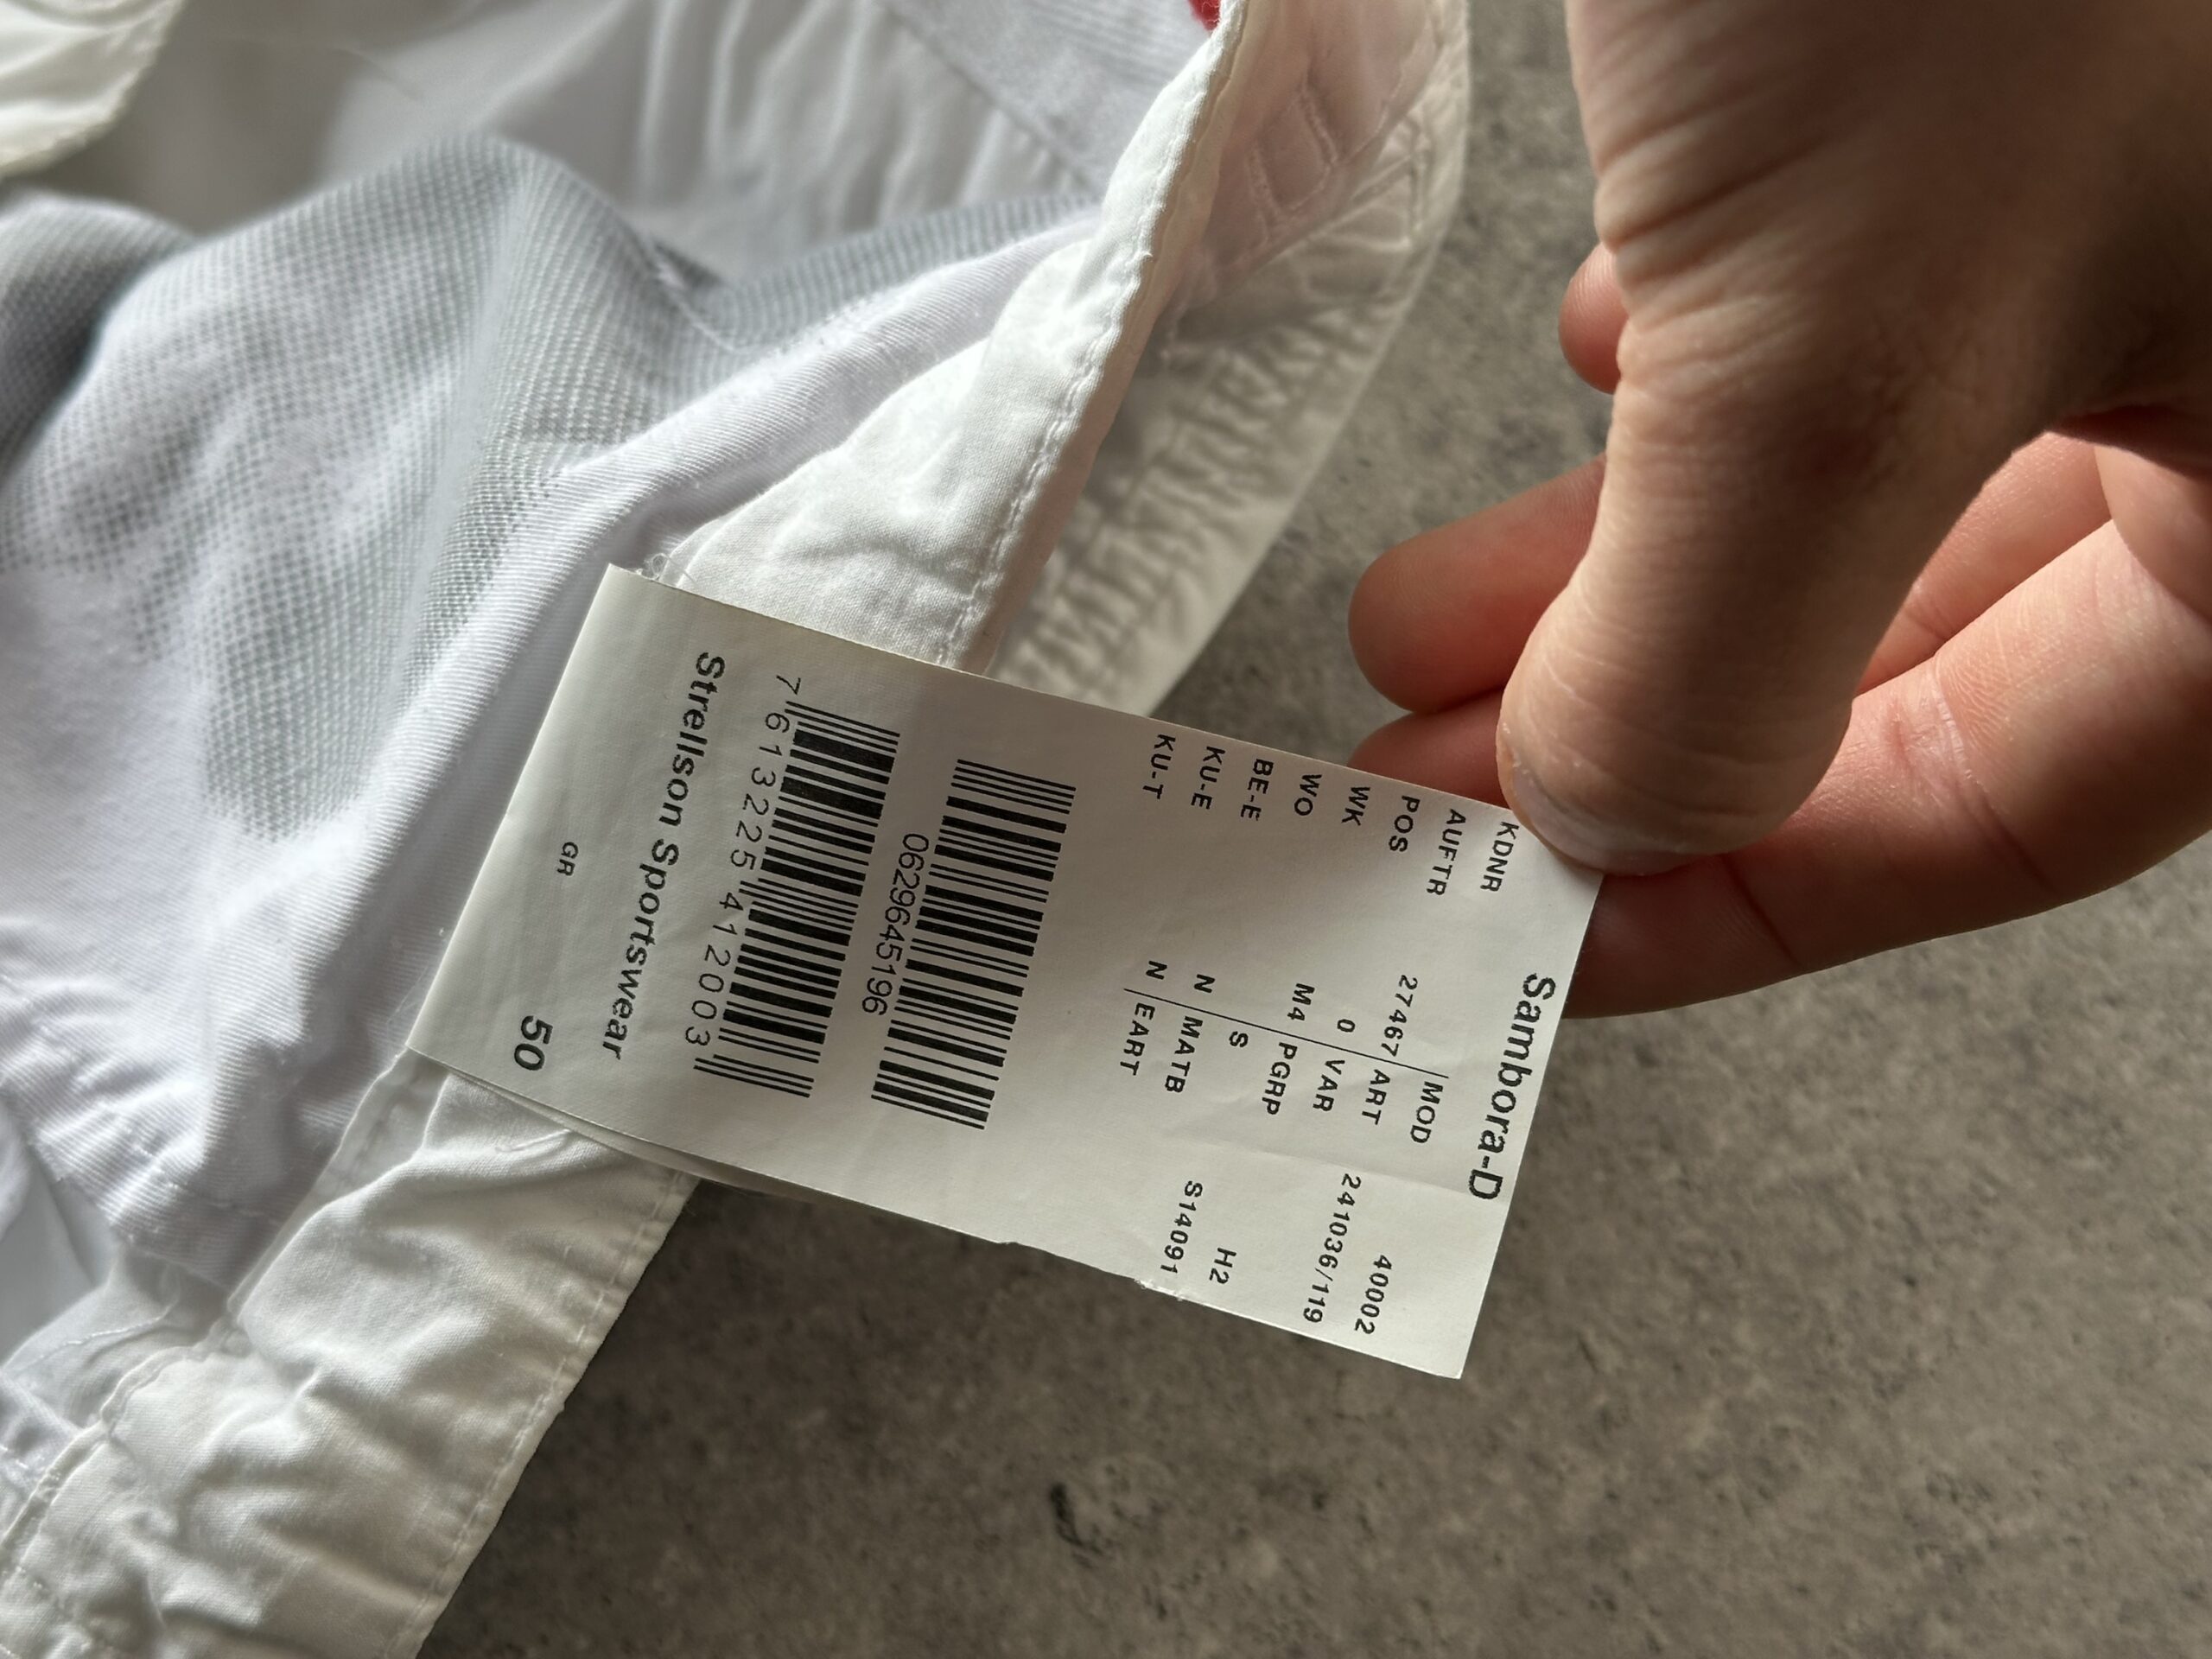 Sambora-D
KDNR MOD 40002
AUFTR 27467 ART 241036/119
POS 0 VAR
WK M4 PGRP H2
WO S S14091
BE-E N MATB
KU-E N EART
KU-T
0629645196
7 613225 412003
Strellson Sportswear
GR 50